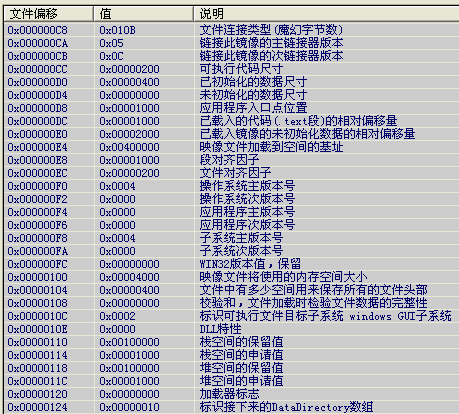 文件偏移 值 说明
0x000000C8 0x010B 文件连接类型(魔幻字节数)
0x000000CA 0x05 链接此镜像的主链接器版本
0x000000CB 0x0C 链接此镜像的次链接器版本
0x000000CC 0x00000200 可执行代码尺寸
0x000000D0 0x00000400 已初始化的数据尺寸
0x000000D4 0x00000000 未初始化的数据尺寸
0x000000D8 0x00001000 应用程序入口点位置
0x000000DC 0x00001000 已载入的代码(.text段)的相对偏移量
0x000000E0 0x00002000 已载入镜像的未初始化数据的相对偏移量
0x000000E4 0x00400000 映像文件加载到空间的基址
0x000000E8 0x00001000 段对齐因子
0x000000EC 0x00000200 文件对齐因子
0x000000F0 0x0004 操作系统主版本号
0x000000F2 0x0000 操作系统次版本号
0x000000F4 0x0000 应用程序主版本号
0x000000F6 0x0000 应用程序次版本号
0x000000F8 0x0004 子系统主版本号
0x000000FA 0x0000 子系统次版本号
0x000000FC 0x00000000 WIN32版本值，保留
0x00000100 0x00004000 映像文件将使用的内存空间大小
0x00000104 0x00000400 文件中有多少空间用来保存所有的文件头部
0x00000108 0x00000000 校验和，文件加载时检验文件数据的完整性
0x0000010C 0x0002 标识可执行文件目标子系统 windows GUI子系统
0x0000010E 0x0000 DLL特性
0x00000110 0x00100000 栈空间的保留值
0x00000114 0x00001000 栈空间的申请值
0x00000118 0x00100000 堆空间的保留值
0x0000011C 0x00001000 堆空间的申请值
0x00000120 0x00000000 加载器标志
0x00000124 0x00000010 标识接下来的DataDirectory数组